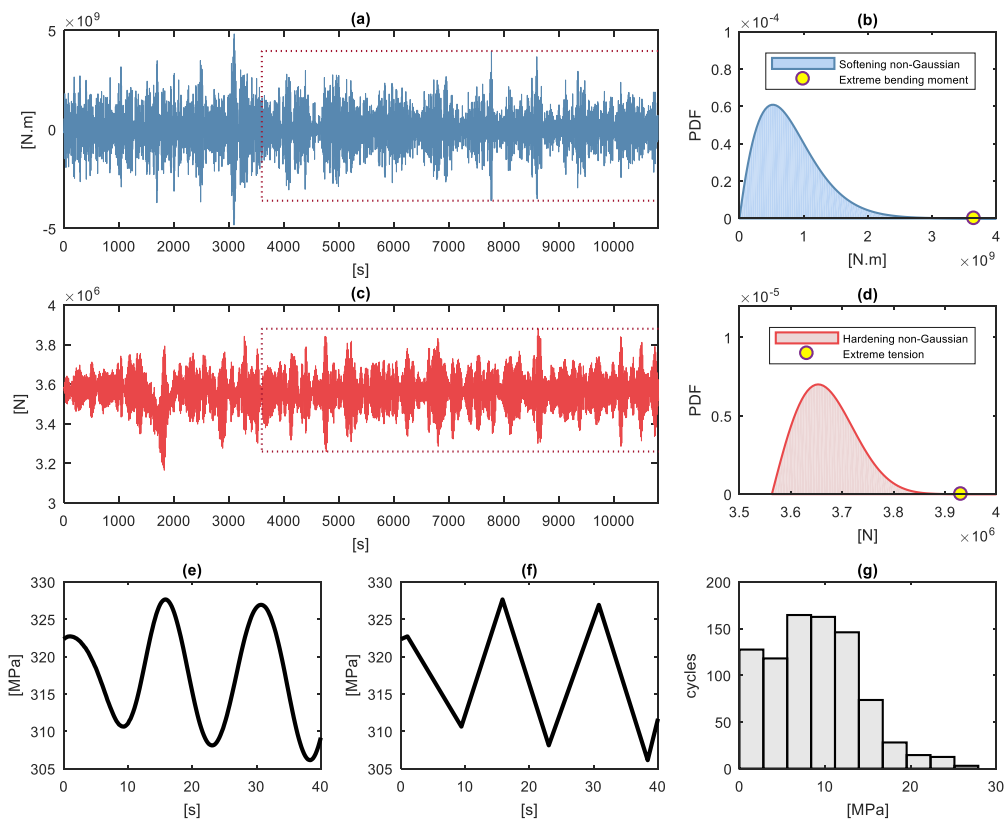 (a)
× 10^9
5
0
-5
[N.m]
0 1000 2000 3000 4000 5000 6000 7000 8000 9000 10000
[s]
(b)
× 10^-4
1
0.8
0.6
0.4
0.2
0
PDF
Softening non-Gaussian
Extreme bending moment
0 1 2 3 4
[N.m]
× 10^9
(c)
× 10^6
4
3.8
3.6
3.4
3.2
3
[N]
0 1000 2000 3000 4000 5000 6000 7000 8000 9000 10000
[s]
(d)
× 10^-5
1
0.5
0
PDF
Hardening non-Gaussian
Extreme tension
3.5 3.6 3.7 3.8 3.9 4
[N]
× 10^6
(e)
330
325
320
315
310
305
[MPa]
0 10 20 30 40
[s]
(f)
330
325
320
315
310
305
[MPa]
0 10 20 30 40
[s]
(g)
200
150
100
50
0
cycles
0 10 20 30
[MPa]